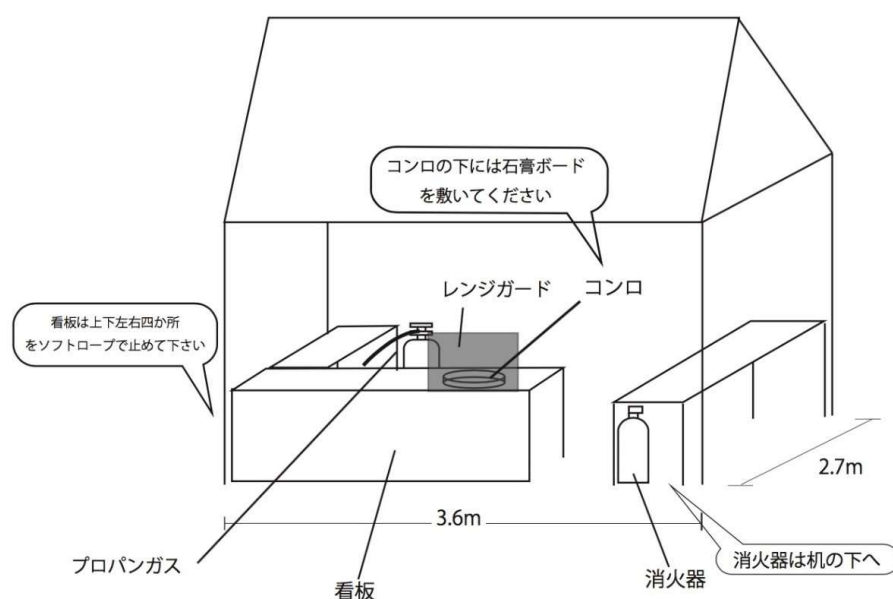 コンロの下には石膏ボード
を敷いてください
レンジガード
コンロ
看板は上下左右四か所
をソフトロープで止めて下さい
2.7m
3.6m
プロパンガス
看板
消火器
消火器は机の下へ